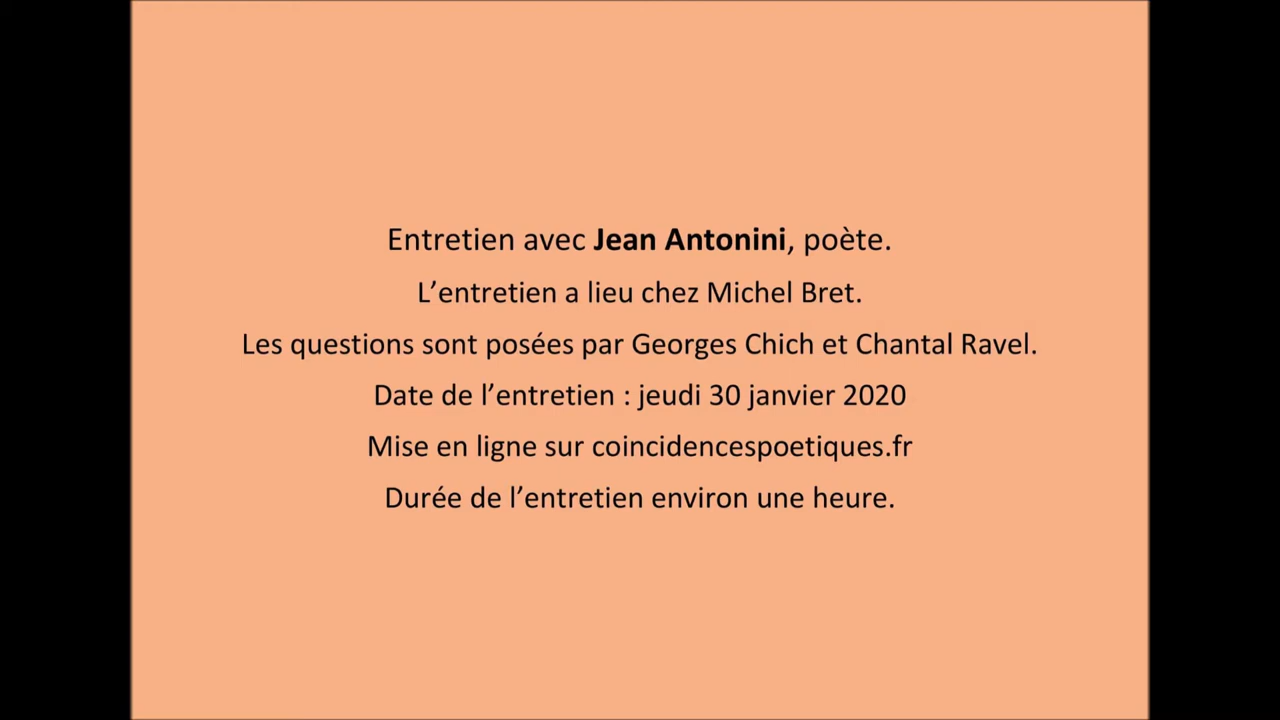 Entretien avec Jean Antonini, poète.
L’entretien a lieu chez Michel Bret.
Les questions sont posées par Georges Chich et Chantal Ravel.
Date de l’entretien : jeudi 30 janvier 2020
Mise en ligne sur coincidencespoetiques.fr
Durée de l’entretien environ une heure.